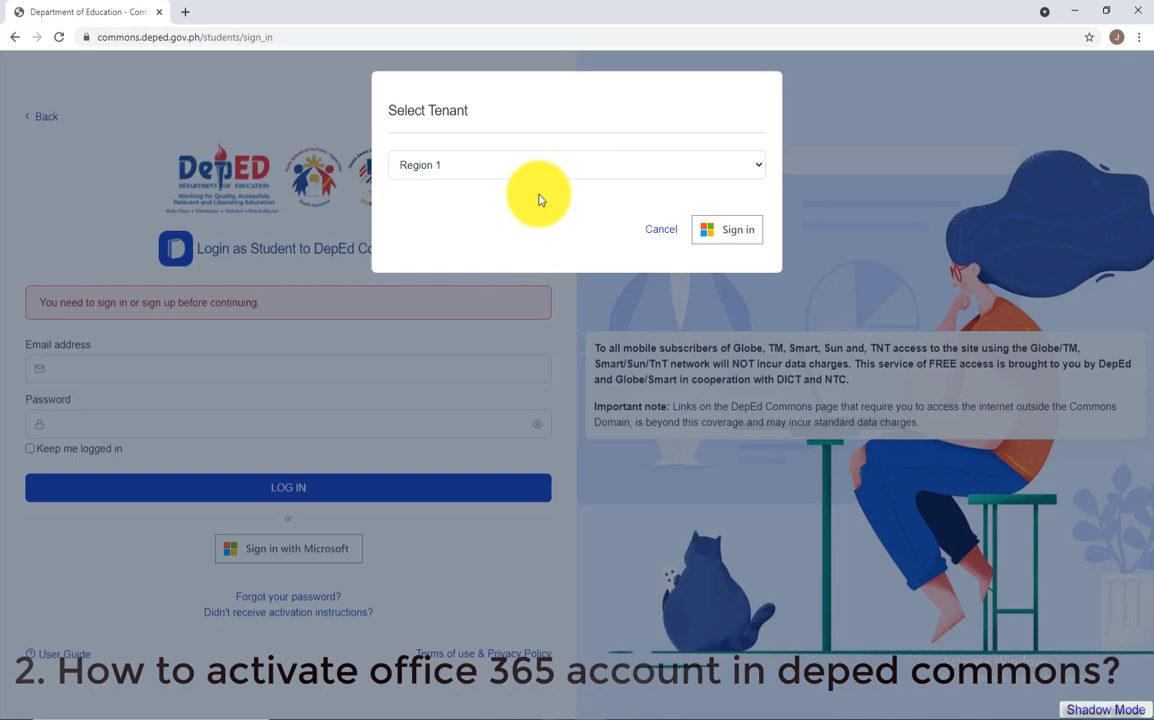 Department of Education - Com
commons.deped.gov.ph/students/sign_in
J
Back
Select Tenant
Region 1
Cancel
Sign in
DepED
DEPARTMENT OF EDUCATION
Login as Student to DepEd Co
You need to sign in or sign up before continuing.
Email address
Password
Keep me logged in
LOG IN
or
Sign in with Microsoft
Forgot your password?
Didn't receive activation instructions?
User Guide
Terms of use & Privacy Policy
To all mobile subscribers of Globe, TM, Smart, Sun and, TNT access to the site using the Globe/TM,
Smart/Sun/TnT network will NOT incur data charges. This service of FREE access is brought to you by DepEd
and Globe/Smart in cooperation with DICT and NTC.
Important note: Links on the DepEd Commons page that require you to access the internet outside the Commons
Domain, is beyond this coverage and may incur standard data charges.
2. How to activate office 365 account in deped commons?
Shadow Mode